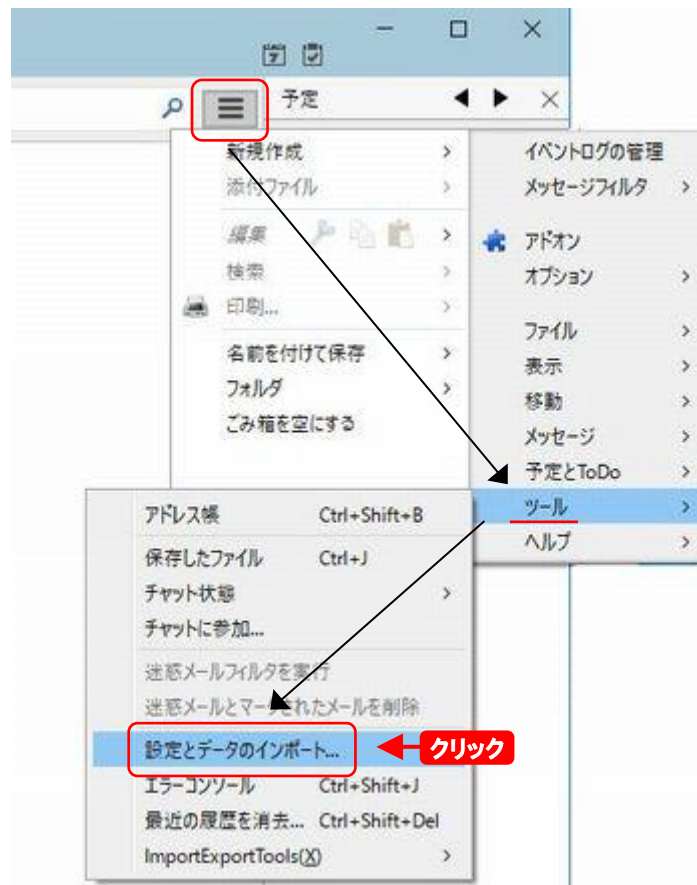 予定
新規作成
添付ファイル
編集
検索
印刷...
名前を付けて保存
フォルダ
ごみ箱を空にする
イベントログの管理
メッセージフィルタ
アドオン
オプション
ファイル
表示
移動
メッセージ
予定とToDo
ツール
ヘルプ
アドレス帳 Ctrl+Shift+B
保存したファイル Ctrl+J
チャット状態
チャットに参加...
迷惑メールフィルタを実行
迷惑メールとマークされたメールを削除
設定とデータのインポート... クリック
エラーコンソール Ctrl+Shift+J
最近の履歴を消去... Ctrl+Shift+Del
ImportExportTools(X)